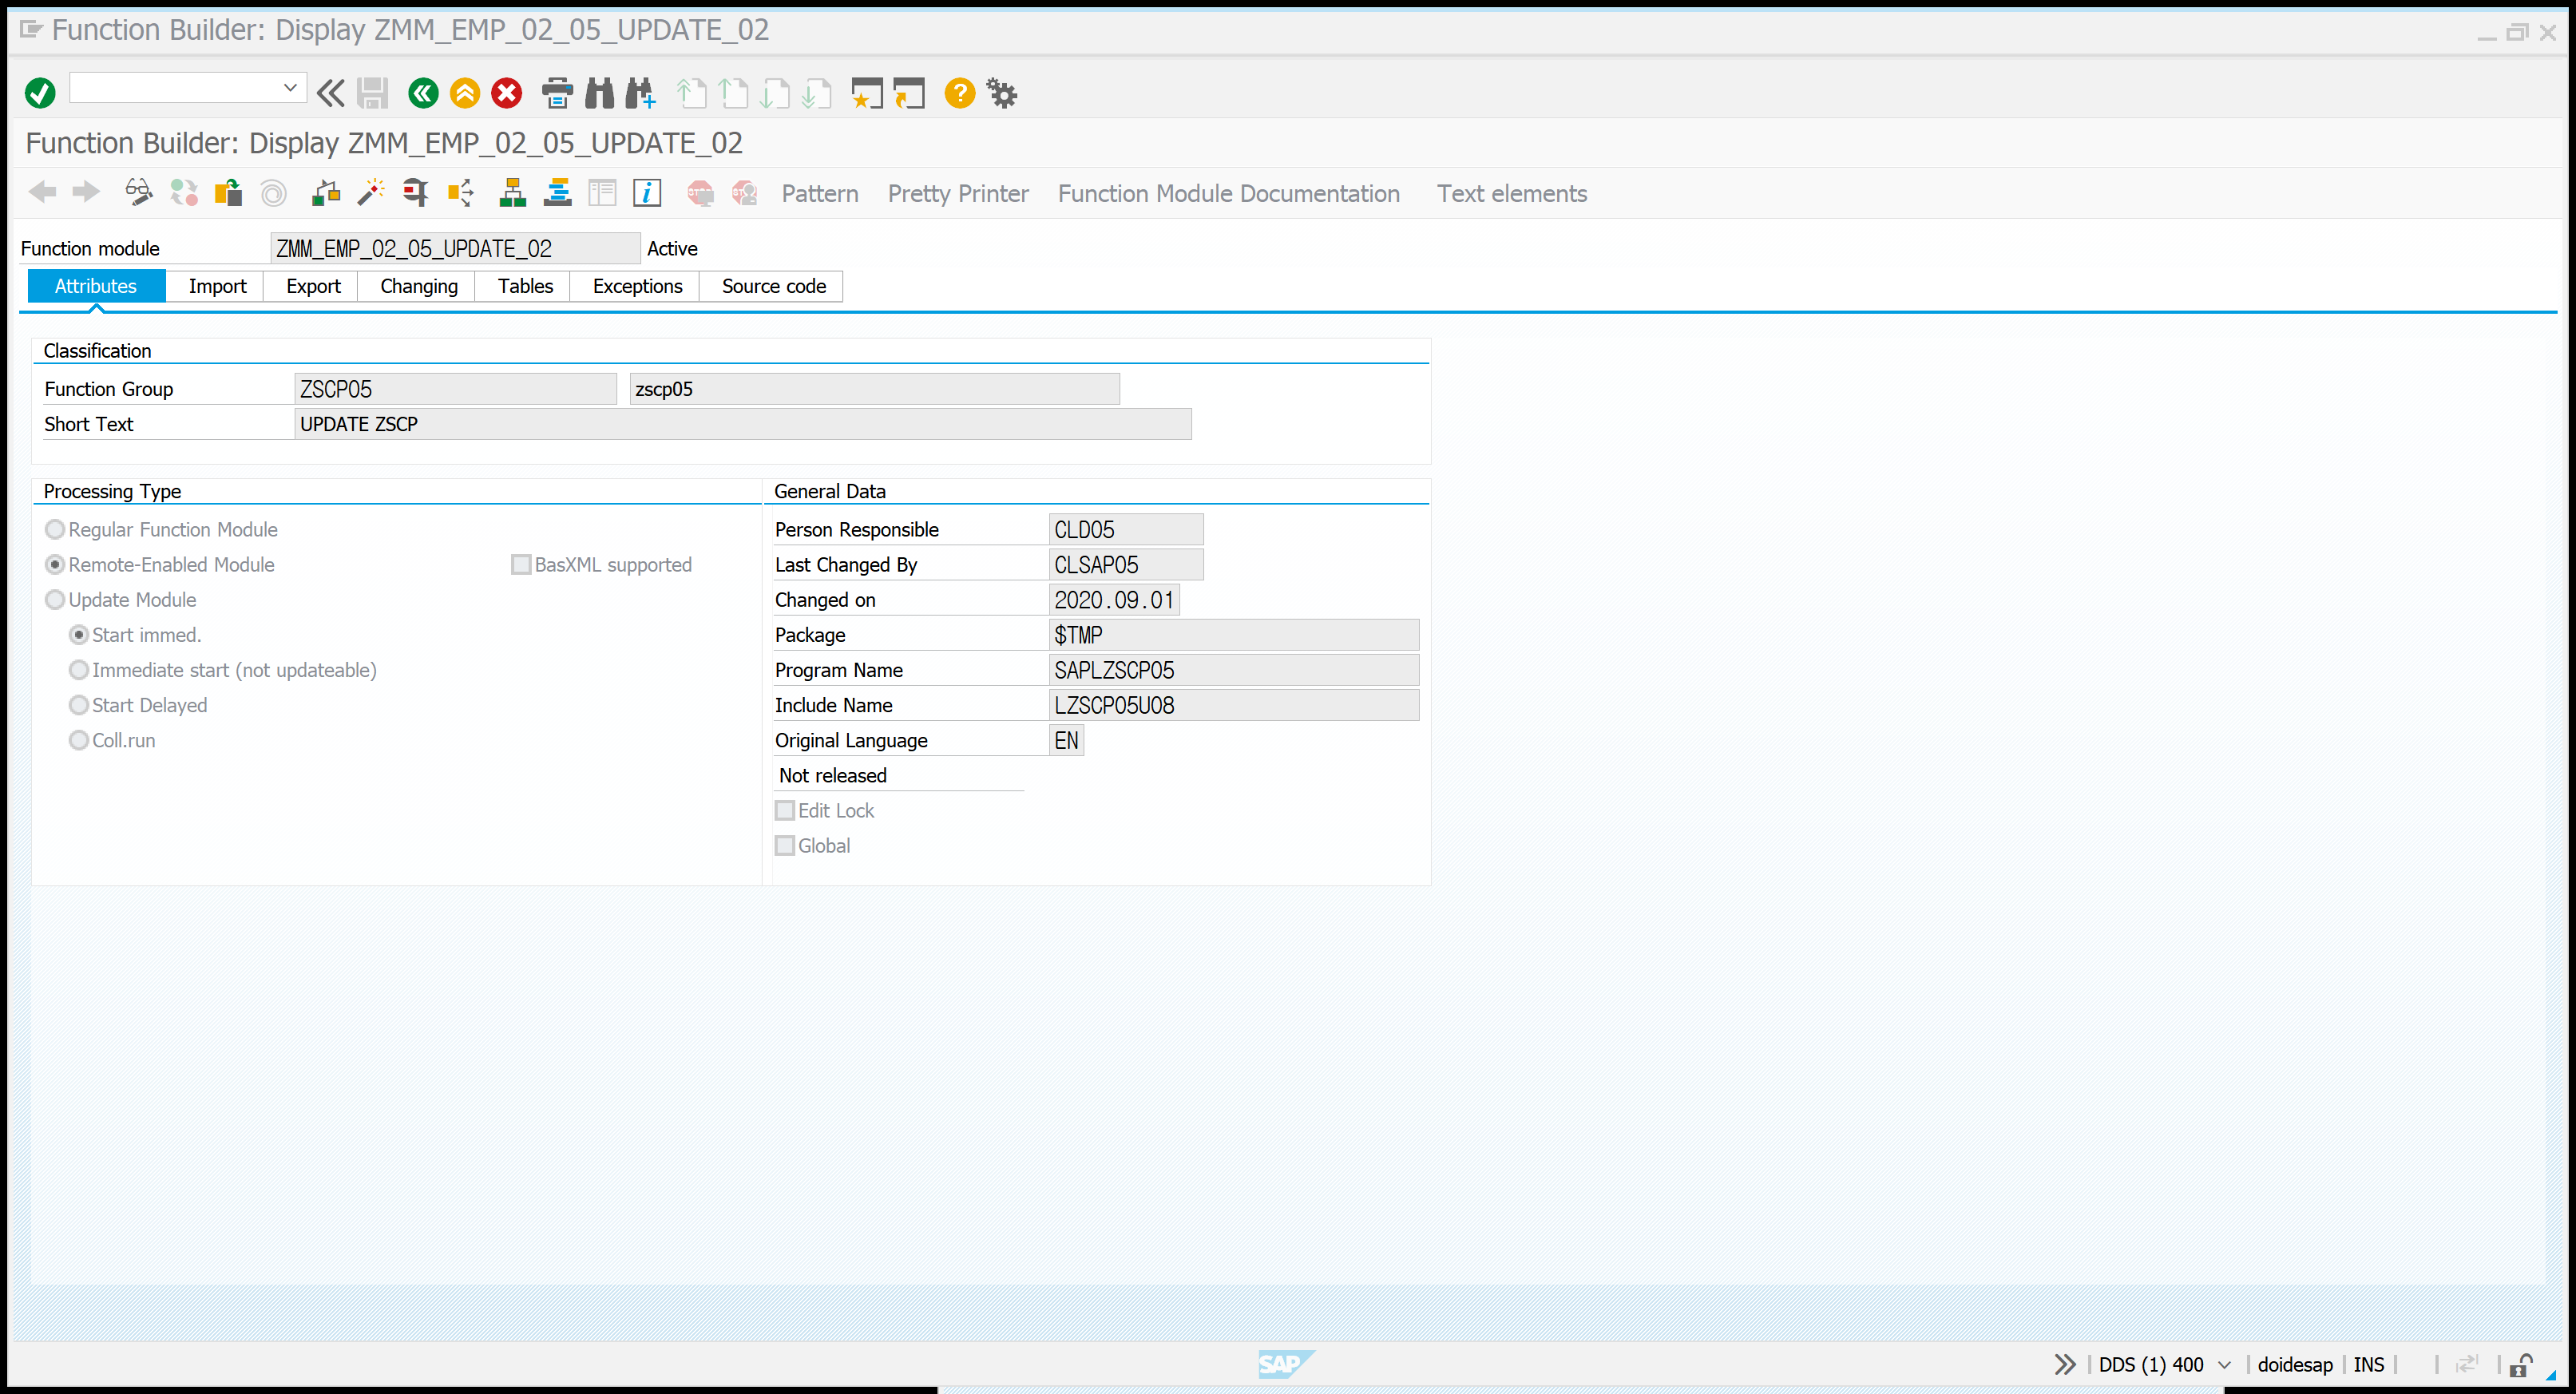 Function Builder: Display ZMM_EMP_02_05_UPDATE_02
Function Builder: Display ZMM_EMP_02_05_UPDATE_02
Pattern Pretty Printer Function Module Documentation Text elements
Function module ZMM_EMP_02_05_UPDATE_02 Active
Attributes Import Export Changing Tables Exceptions Source code
Classification
Function Group ZSCP05 zscp05
Short Text UPDATE ZSCP
Processing Type
Regular Function Module
Remote-Enabled Module BasXML supported
Update Module
Start immed.
Immediate start (not updateable)
Start Delayed
Coll.run
General Data
Person Responsible CLD05
Last Changed By CLSAP05
Changed on 2020.09.01
Package $TMP
Program Name SAPLZSCP05
Include Name LZSCP05U08
Original Language EN
Not released
Edit Lock
Global
SAP DDS (1) 400 doidesap INS